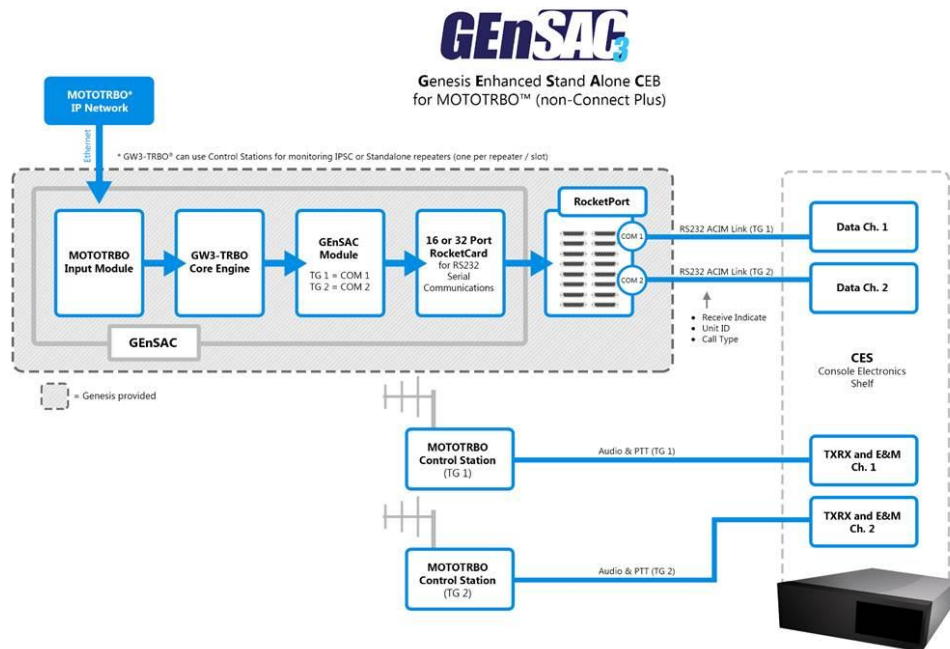 GEnSAC3
Genesis Enhanced Stand Alone CEB
for MOTOTRBO™ (non-Connect Plus)
MOTOTRBO*
IP Network
Ethernet
* GW3-TRBO® can use Control Stations for monitoring IPSC or Standalone repeaters (one per repeater / slot)
MOTOTRBO
Input Module
GW3-TRBO
Core Engine
GEnSAC
Module
TG 1 = COM 1
TG 2 = COM 2
16 or 32 Port
RocketCard
for RS232
Serial
Communications
RocketPort
COM 1
COM 2
RS232 ACIM Link (TG 1)
RS232 ACIM Link (TG 2)
• Receive Indicate
• Unit ID
• Call Type
Data Ch. 1
Data Ch. 2
GEnSAC
= Genesis provided
CES
Console Electronics
Shelf
MOTOTRBO
Control Station
(TG 1)
Audio & PTT (TG 1)
TXRX and E&M
Ch. 1
TXRX and E&M
Ch. 2
MOTOTRBO
Control Station
(TG 2)
Audio & PTT (TG 2)